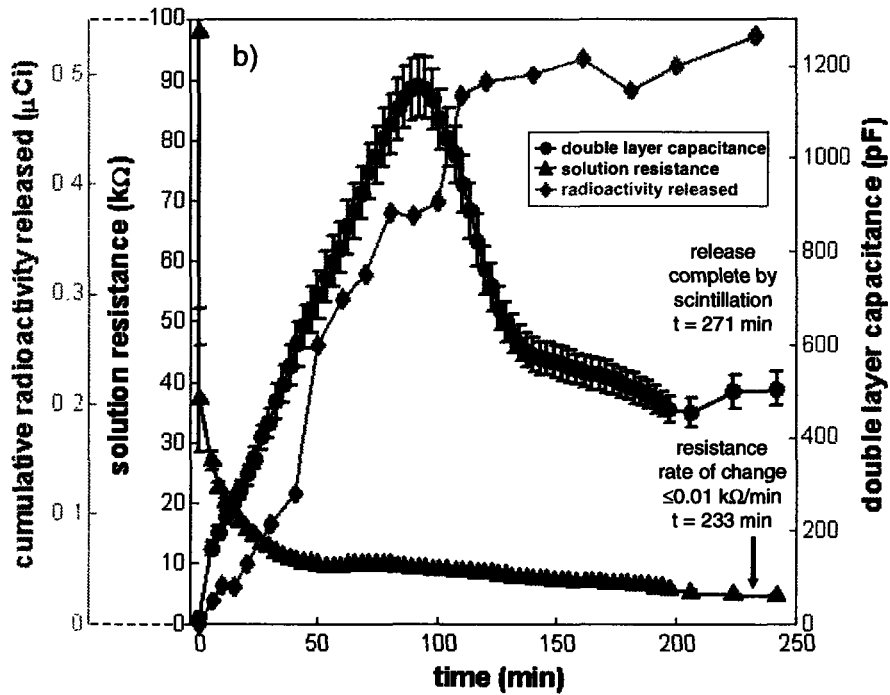 b)
cumulative radioactivity released (μCi)
0.5
0.4
0.3
0.2
0.1
0
solution resistance (kΩ)
100
90
80
70
60
50
40
30
20
10
0
double layer capacitance
solution resistance
radioactivity released
release
complete by
scintillation
t = 271 min
resistance
rate of change
≤0.01 kΩ/min
t = 233 min
1200
1000
800
600
400
200
0
double layer capacitance (pF)
0 50 100 150 200 250
time (min)